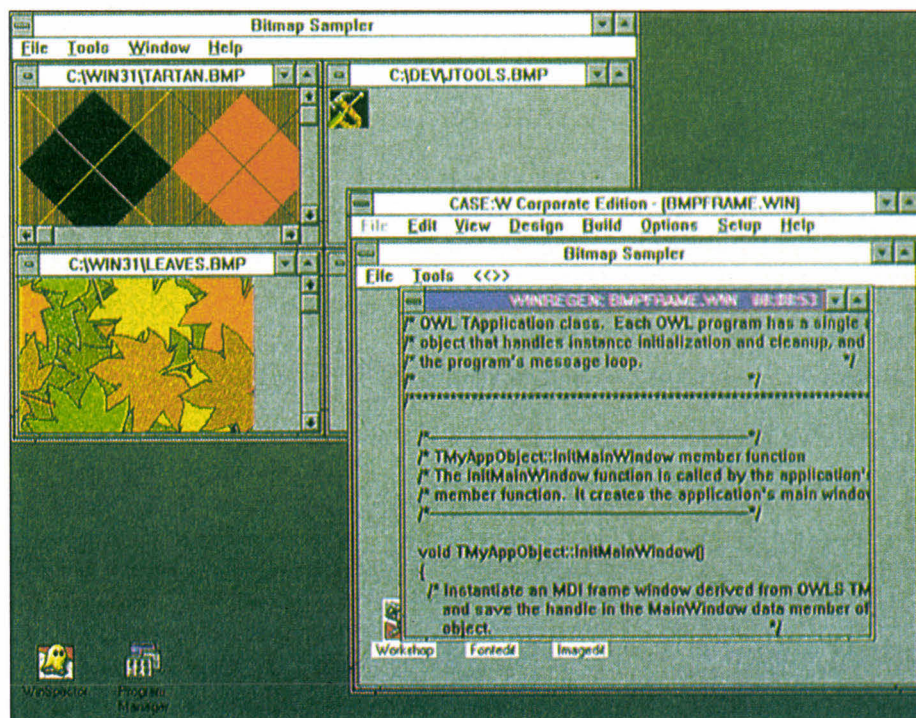 Bitmap Sampler
File Tools Window Help
C:\WIN31\TARTAN.BMP
C:\DEV\JTOOLS.BMP
C:\WIN31\LEAVES.BMP
CASE:W Corporate Edition - [BMPFRAME.WIN]
File Edit View Design Build Options Setup Help
Bitmap Sampler
File Tools <<>>
WINREGEN: BMPFRAME.WIN
/* OWL TApplication class. Each OWL program has a single
/* object that handles instance initialization and cleanup, and
/* the program's message loop. */
/* */
/*******************************************************
/*-------------------------------------------*/
/* TMyAppObject::InitMainWindow member function
/* The InitMainWindow function is called by the application'
/* member function. It creates the application's main window
/*-------------------------------------------*/
void TMyAppObject::InitMainWindow()
{
/* Instantiate an MDI frame window derived from OWLS TM
and save the handle in the MainWindow data member of
object. */
Workshop Fontedit Imagedit
WinSpector Program
Manager